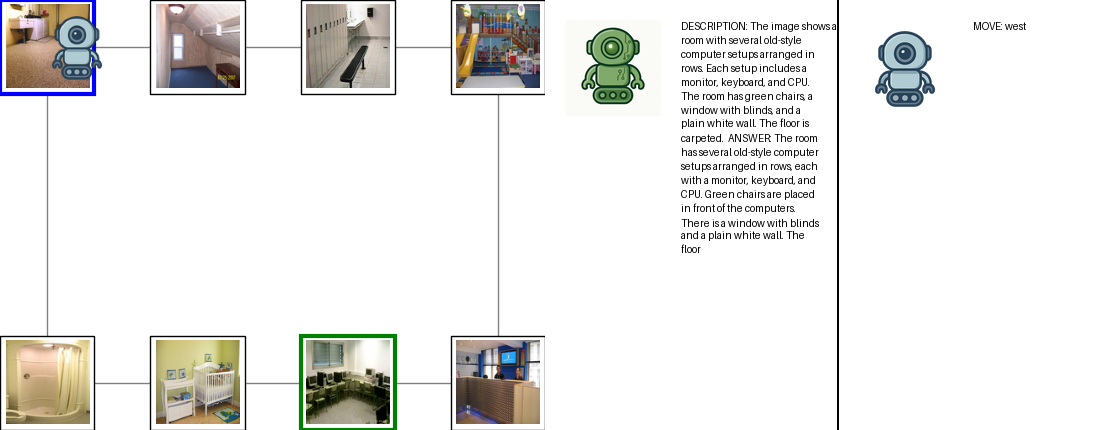 DESCRIPTION: The image shows a
room with several old-style
computer setups arranged in
rows. Each setup includes a
monitor, keyboard, and CPU.
The room has green chairs, a
window with blinds, and a
plain white wall. The floor is
carpeted.  ANSWER: The room
has several old-style computer
setups arranged in rows, each
with a monitor, keyboard, and
CPU. Green chairs are placed
in front of the computers.
There is a window with blinds
and a plain white wall. The
floor
MOVE: west